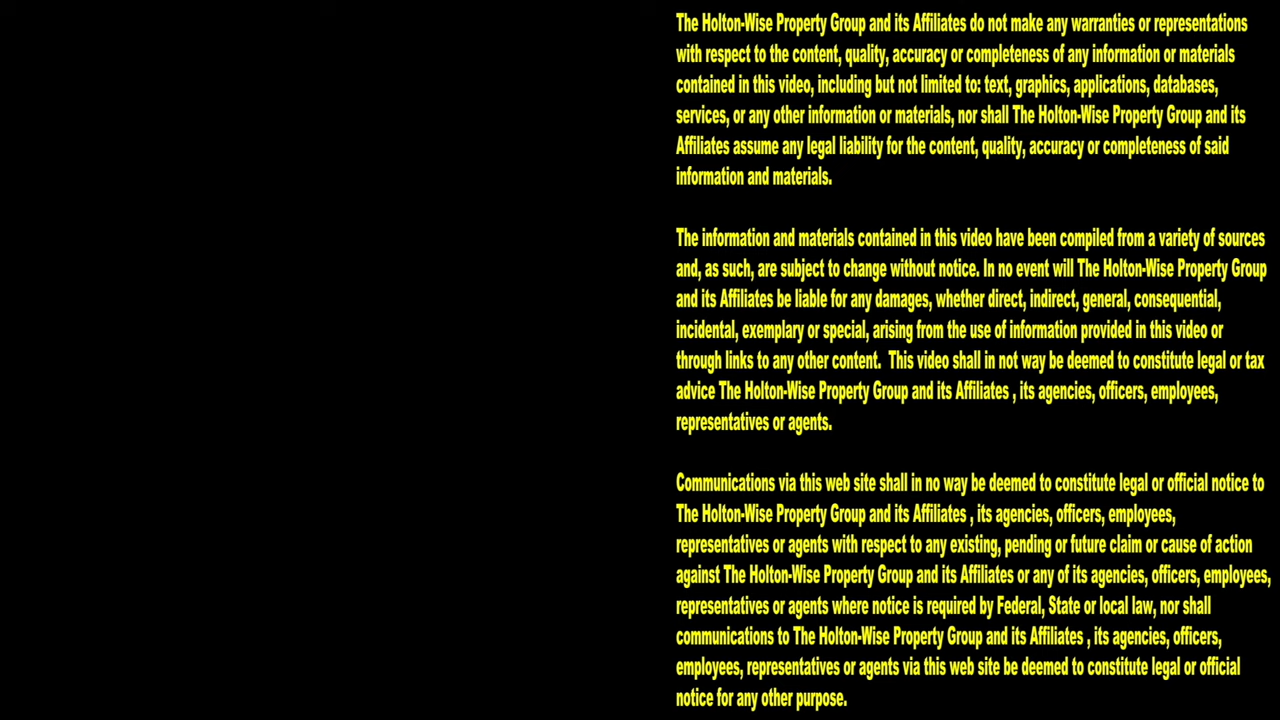 The Holton-Wise Property Group and its Affiliates do not make any warranties or representations
with respect to the content, quality, accuracy or completeness of any information or materials
contained in this video, including but not limited to: text, graphics, applications, databases,
services, or any other information or materials, nor shall The Holton-Wise Property Group and its
Affiliates assume any legal liability for the content, quality, accuracy or completeness of said
information and materials.
The information and materials contained in this video have been compiled from a variety of sources
and, as such, are subject to change without notice. In no event will The Holton-Wise Property Group
and its Affiliates be liable for any damages, whether direct, indirect, general, consequential,
incidental, exemplary or special, arising from the use of information provided in this video or
through links to any other content.  This video shall in not way be deemed to constitute legal or tax
advice The Holton-Wise Property Group and its Affiliates , its agencies, officers, employees,
representatives or agents.
Communications via this web site shall in no way be deemed to constitute legal or official notice to
The Holton-Wise Property Group and its Affiliates , its agencies, officers, employees,
representatives or agents with respect to any existing, pending or future claim or cause of action
against The Holton-Wise Property Group and its Affiliates or any of its agencies, officers, employees,
representatives or agents where notice is required by Federal, State or local law, nor shall
communications to The Holton-Wise Property Group and its Affiliates , its agencies, officers,
employees, representatives or agents via this web site be deemed to constitute legal or official
notice for any other purpose.